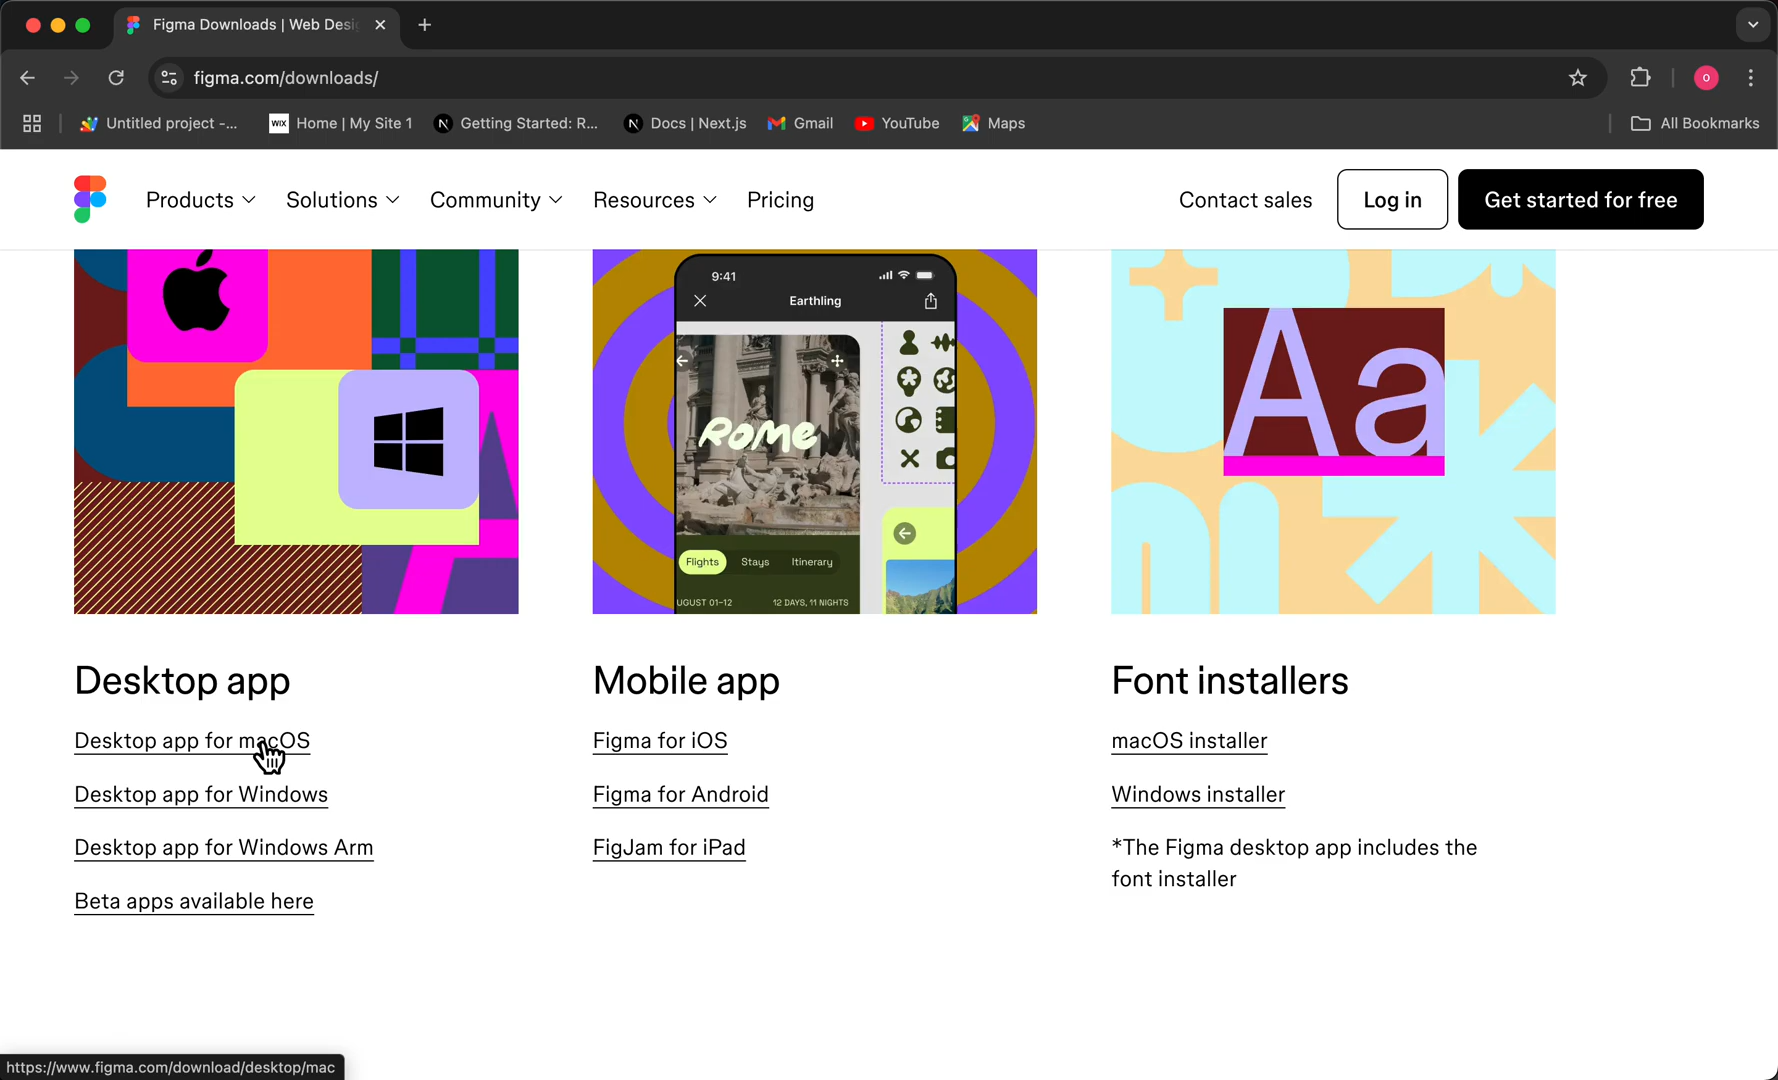 Figma Downloads | Web Desi
figma.com/downloads/
O
Untitled project -...
WIX
Home | My Site 1
N
Getting Started: R...
N
Docs | Next.js
Gmail
YouTube
Maps
All Bookmarks
Products
Solutions
Community
Resources
Pricing
Contact sales
Log in
Get started for free
9:41
Earthling
ROME
Flights
Stays
Itinerary
UGUST 01–12
12 DAYS, 11 NIGHTS
Aa
Desktop app
Desktop app for macOS
Desktop app for Windows
Desktop app for Windows Arm
Beta apps available here
Mobile app
Figma for iOS
Figma for Android
FigJam for iPad
Font installers
macOS installer
Windows installer
*The Figma desktop app includes the
font installer
https://www.figma.com/download/desktop/mac